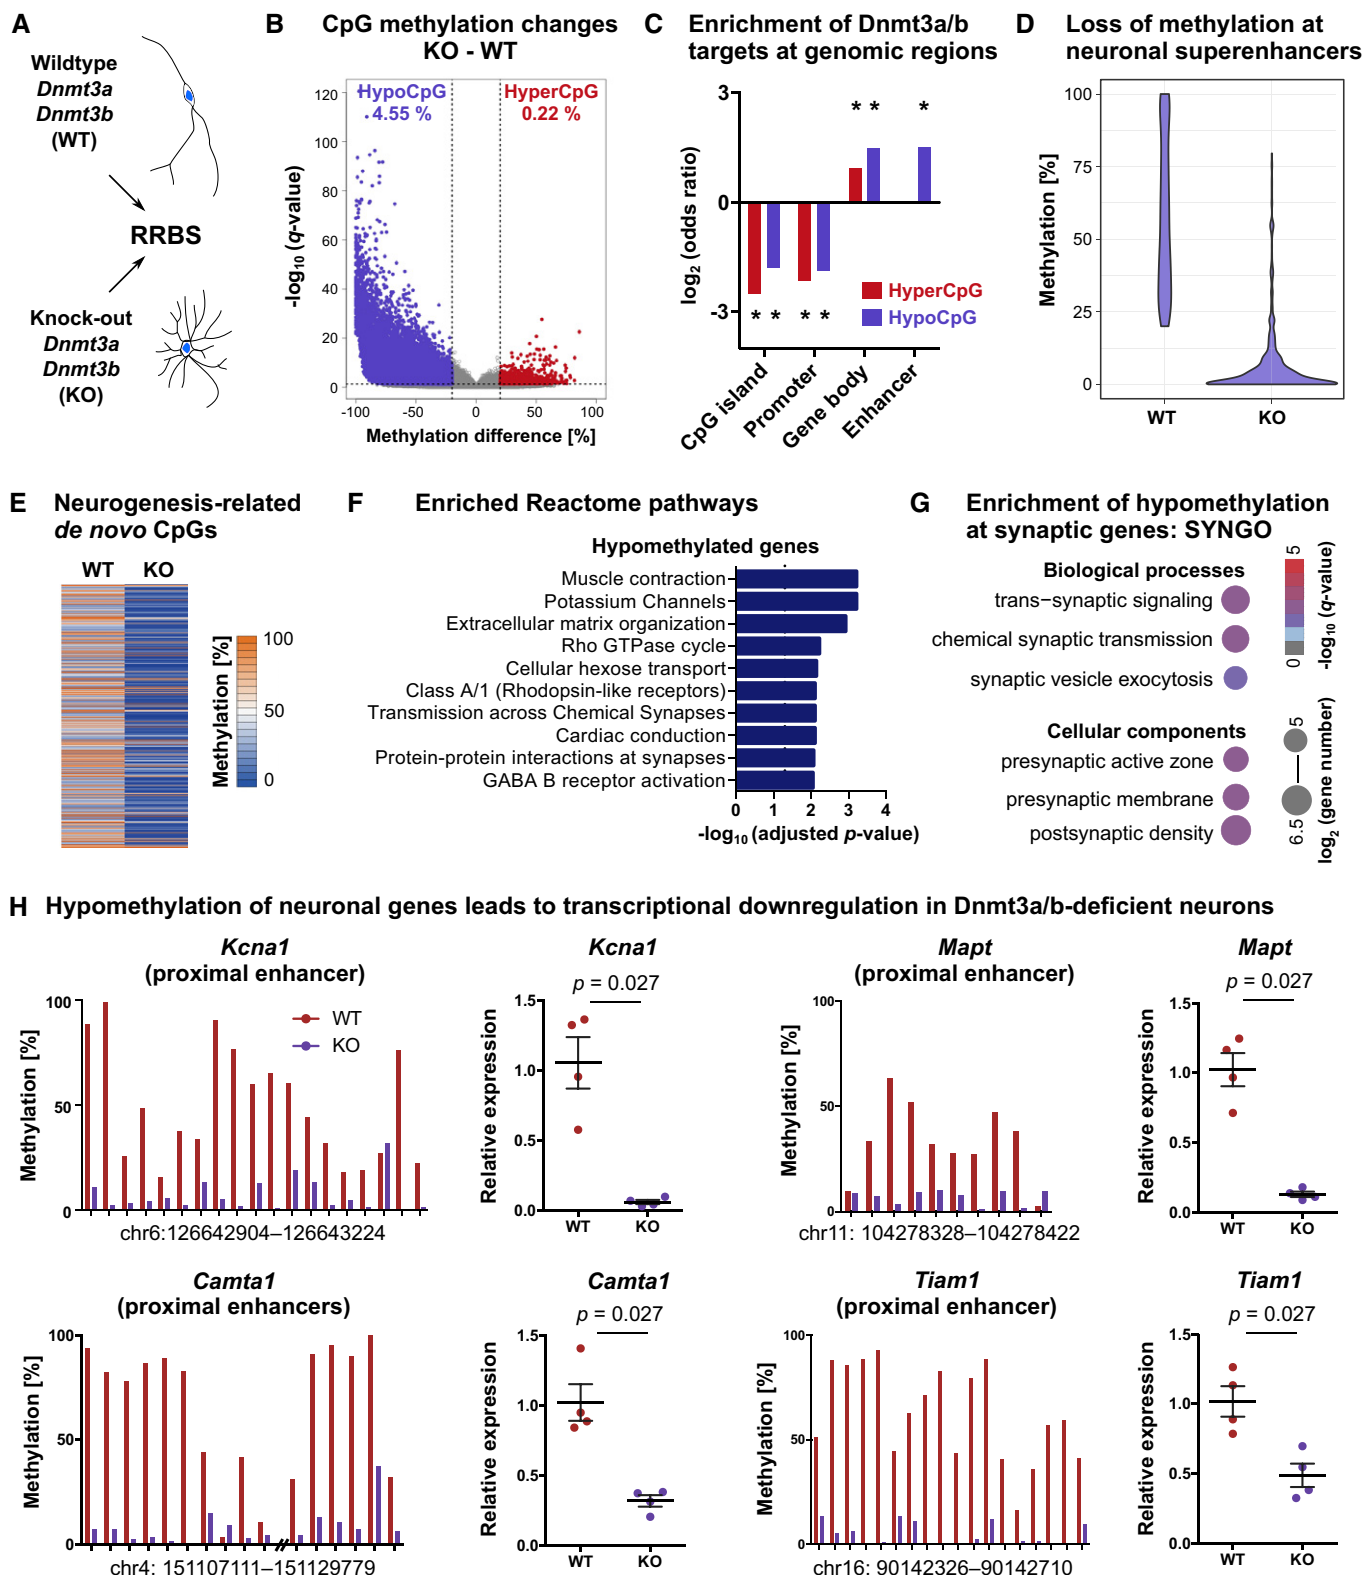 A
Wildtype
Dnmt3a
Dnmt3b
(WT)
RRBS
Knock-out
Dnmt3a
Dnmt3b
(KO)
B CpG methylation changes
KO - WT
HypoCpG
4.55 %
HyperCpG
0.22 %
-log10 (q-value)
120
100
80
60
40
20
0
-100 -50 0 50 100
Methylation difference [%]
C Enrichment of Dnmt3a/b
targets at genomic regions
log2 (odds ratio)
3
0
-3
* * *
* * * *
HyperCpG
HypoCpG
CpG island
Promoter
Gene body
Enhancer
D Loss of methylation at
neuronal superenhancers
Methylation [%]
100
75
50
25
0
WT KO
E Neurogenesis-related
de novo CpGs
WT KO
Methylation [%]
100
50
0
F Enriched Reactome pathways
Hypomethylated genes
Muscle contraction
Potassium Channels
Extracellular matrix organization
Rho GTPase cycle
Cellular hexose transport
Class A/1 (Rhodopsin-like receptors)
Transmission across Chemical Synapses
Cardiac conduction
Protein-protein interactions at synapses
GABA B receptor activation
0 1 2 3 4
-log10 (adjusted p-value)
G Enrichment of hypomethylation
at synaptic genes: SYNGO
Biological processes
trans−synaptic signaling
chemical synaptic transmission
synaptic vesicle exocytosis
Cellular components
presynaptic active zone
presynaptic membrane
postsynaptic density
0 5
-log10 (q-value)
6.5 5
log2 (gene number)
H Hypomethylation of neuronal genes leads to transcriptional downregulation in Dnmt3a/b-deficient neurons
Kcna1
(proximal enhancer)
Methylation [%]
100
50
0
WT
KO
chr6:126642904–126643224
Kcna1
p = 0.027
Relative expression
1.5
1.0
0.5
0.0
WT KO
Mapt
(proximal enhancer)
Methylation [%]
100
50
0
chr11: 104278328–104278422
Mapt
p = 0.027
Relative expression
1.5
1.0
0.5
0.0
WT KO
Camta1
(proximal enhancers)
Methylation [%]
100
50
0
chr4: 151107111–151129779
Camta1
p = 0.027
Relative expression
1.5
1.0
0.5
0.0
WT KO
Tiam1
(proximal enhancer)
Methylation [%]
100
50
0
chr16: 90142326–90142710
Tiam1
p = 0.027
Relative expression
1.5
1.0
0.5
0.0
WT KO